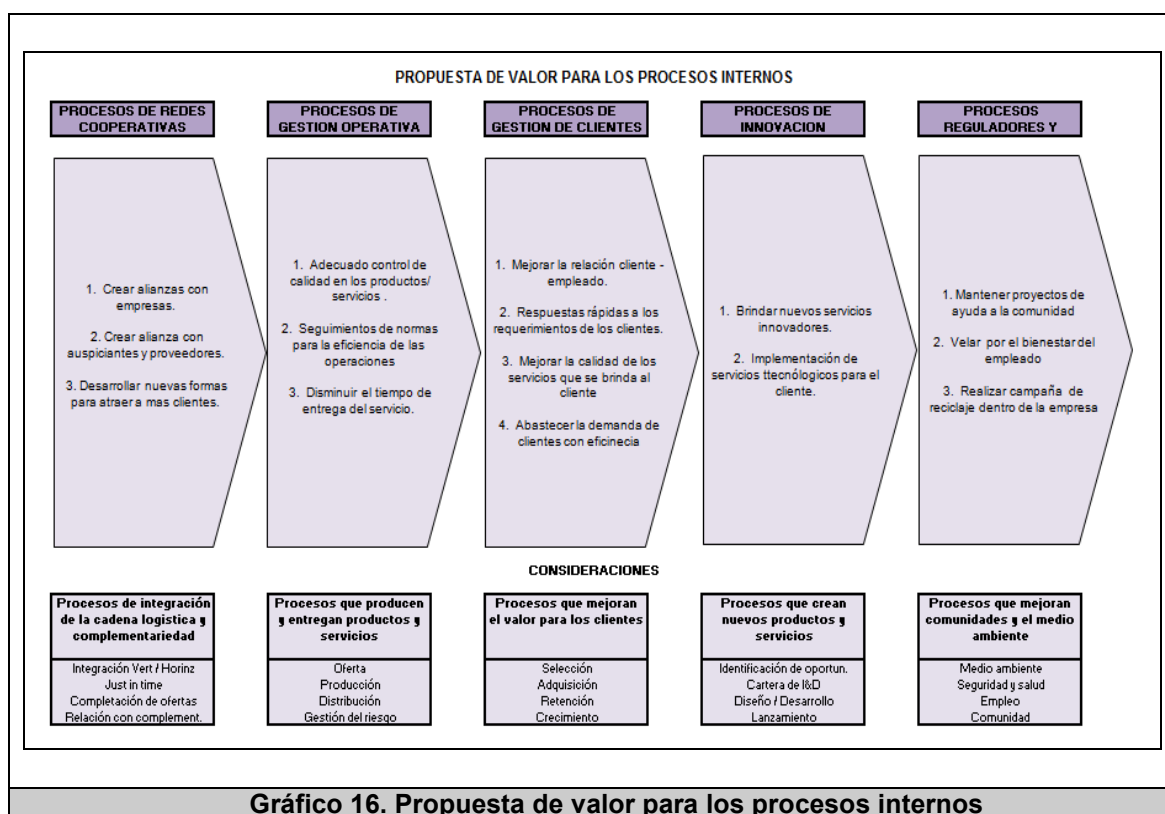 PROPUESTA DE VALOR PARA LOS PROCESOS INTERNOS
PROCESOS DE REDES
COOPERATIVAS
PROCESOS DE
GESTION OPERATIVA
PROCESOS DE
GESTION DE CLIENTES
PROCESOS DE
INNOVACION
PROCESOS
REGULADORES Y
1. Crear alianzas con
empresas.
2. Crear alianza con
auspiciantes y proveedores.
3. Desarrollar nuevas formas
para atraer a mas clientes.
1. Adecuado control de
calidad en los productos/
servicios .
2. Seguimientos de normas
para la eficiencia de las
operaciones
3. Disminuir el tiempo de
entrega del servicio.
1. Mejorar la relación cliente -
empleado.
2. Respuestas rápidas a los
requerimientos de los clientes.
3. Mejorar la calidad de los
servicios que se brinda al
cliente
4. Abastecer la demanda de
clientes con eficinecia
1. Brindar nuevos servicios
innovadores.
2. Implementación de
servicios ttecnólogicos para el
cliente.
1. Mantener proyectos de
ayuda a la comunidad
2. Velar por el bienestar del
empleado
3. Realizar campaña de
reciclaje dentro de la empresa
CONSIDERACIONES
Procesos de integración
de la cadena logistica y
complementariedad
Integración Vert / Horinz
Just in time
Completación de ofertas
Relación con complement.
Procesos que producen
y entregan productos y
servicios
Oferta
Producción
Distribución
Gestión del riesgo
Procesos que mejoran
el valor para los clientes
Selección
Adquisición
Retención
Crecimiento
Procesos que crean
nuevos productos y
servicios
Identificación de oportun.
Cartera de I&D
Diseño / Desarrollo
Lanzamiento
Procesos que mejoran
comunidades y el medio
ambiente
Medio ambiente
Seguridad y salud
Empleo
Comunidad
Gráfico 16. Propuesta de valor para los procesos internos